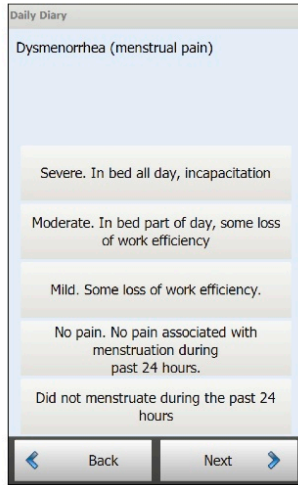 Daily Diary
Dysmenorrhea (menstrual pain)
Severe. In bed all day, incapacitation
Moderate. In bed part of day, some loss
of work efficiency
Mild. Some loss of work efficiency.
No pain. No pain associated with
menstruation during
past 24 hours.
Did not menstruate during the past 24
hours
Back
Next